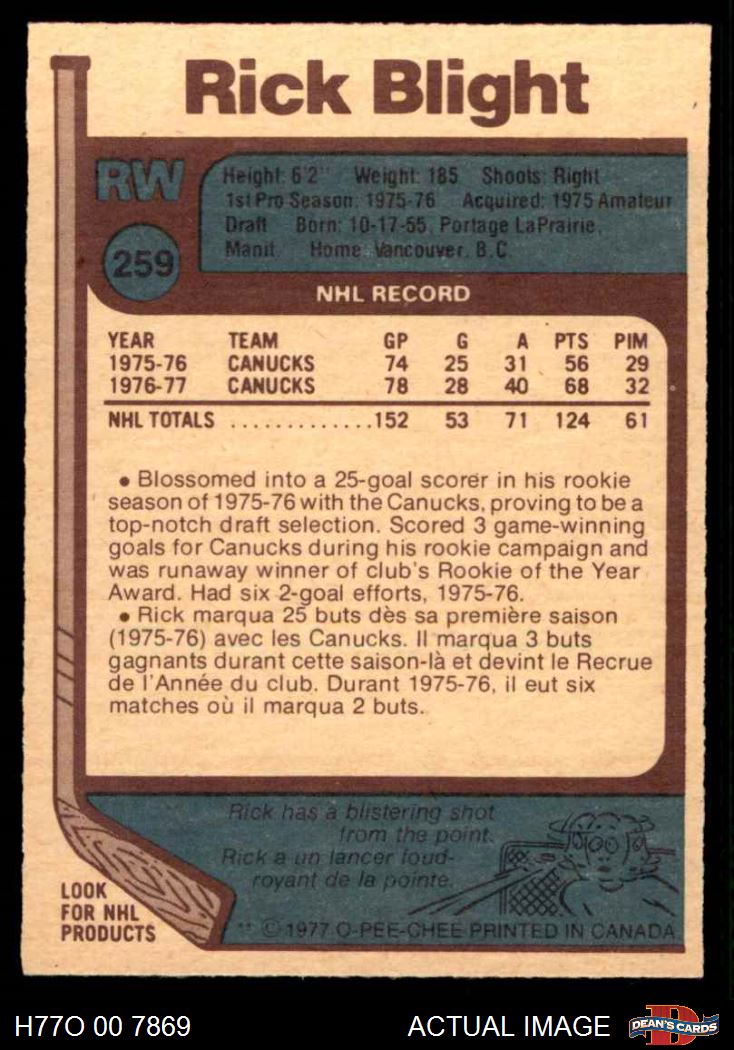 Rick Blight
RW
259
Height: 6'2" Weight: 185 Shoots: Right
1st Pro Season: 1975-76 Acquired: 1975 Amateur
Draft Born: 10-17-55, Portage LaPrairie,
Manit. Home: Vancouver, B.C.
NHL RECORD
YEAR TEAM GP G A PTS PIM
1975-76 CANUCKS 74 25 31 56 29
1976-77 CANUCKS 78 28 40 68 32
NHL TOTALS .............152 53 71 124 61
• Blossomed into a 25-goal scorer in his rookie
season of 1975-76 with the Canucks, proving to be a
top-notch draft selection. Scored 3 game-winning
goals for Canucks during his rookie campaign and
was runaway winner of club's Rookie of the Year
Award. Had six 2-goal efforts, 1975-76.
• Rick marqua 25 buts dès sa première saison
(1975-76) avec les Canucks. Il marqua 3 buts
gagnants durant cette saison-là et devint le Recrue
de l'Année du club. Durant 1975-76, il eut six
matches où il marqua 2 buts.
Rick has a blistering shot
from the point.
Rick a un lancer foud-
royant de la pointe.
LOOK
FOR NHL
PRODUCTS
** © 1977 O-PEE-CHEE PRINTED IN CANADA
H77O 00 7869
ACTUAL IMAGE
D
DEAN'S CARDS